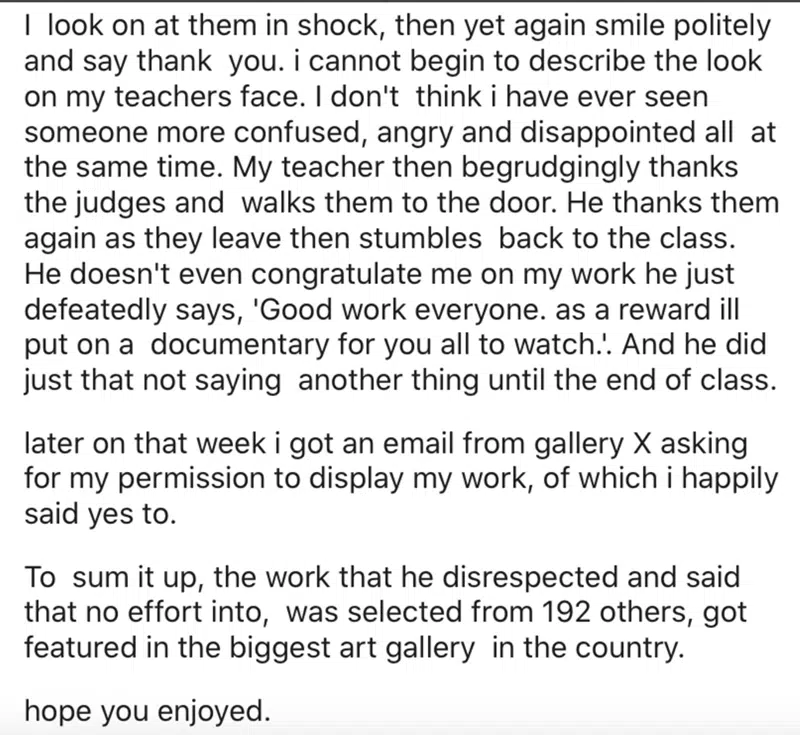 I  look on at them in shock, then yet again smile politely
and say thank  you. i cannot begin to describe the look
on my teachers face. I don't  think i have ever seen
someone more confused, angry and disappointed all  at
the same time. My teacher then begrudgingly thanks
the judges and  walks them to the door. He thanks them
again as they leave then stumbles  back to the class.
He doesn't even congratulate me on my work he just
defeatedly says, 'Good work everyone. as a reward ill
put on a  documentary for you all to watch.'. And he did
just that not saying  another thing until the end of class.
later on that week i got an email from gallery X asking
for my permission to display my work, of which i happily
said yes to.
To  sum it up, the work that he disrespected and said
that no effort into,  was selected from 192 others, got
featured in the biggest art gallery  in the country.
hope you enjoyed.